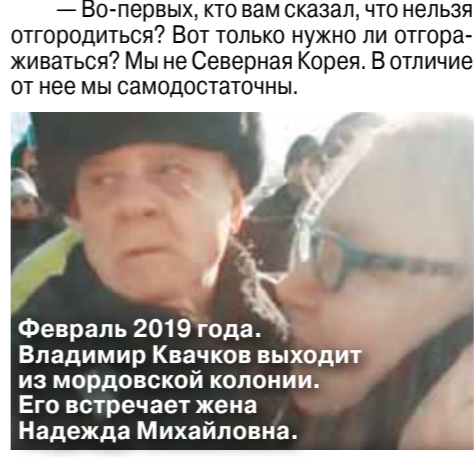 — Во-первых, кто вам сказал, что нельзя
отгородиться? Вот только нужно ли отгора-
живаться? Мы не Северная Корея. В отличие
от нее мы самодостаточны.
Февраль 2019 года.
Владимир Квачков выходит
из мордовской колонии.
Его встречает жена
Надежда Михайловна.